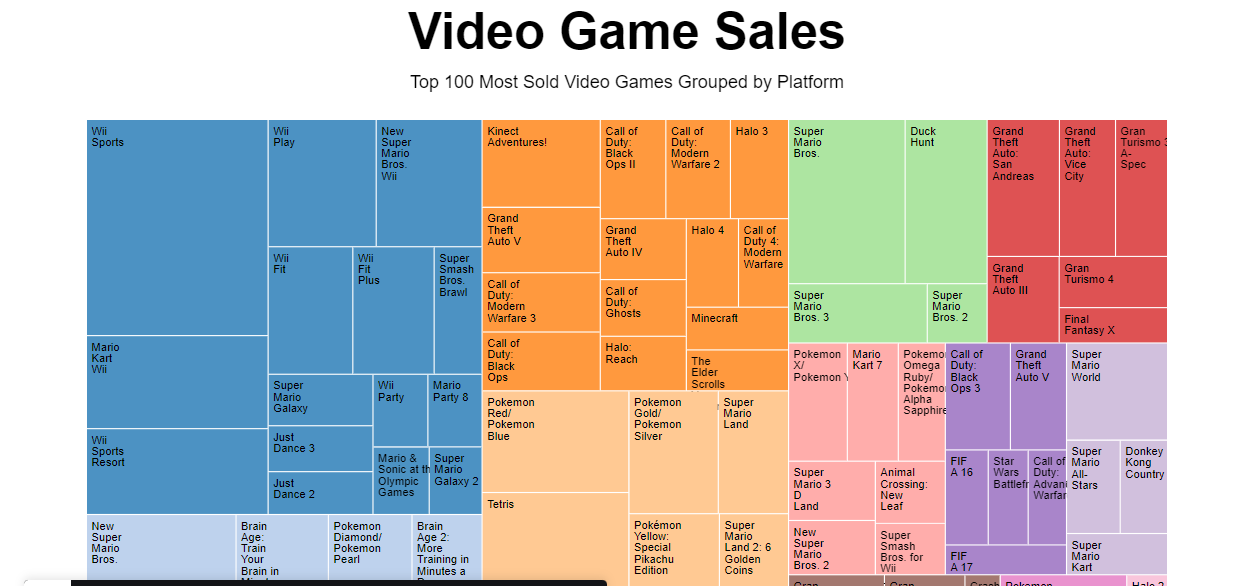 Video Game Sales
Top 100 Most Sold Video Games Grouped by Platform
Wii
Sports
Mario
Kart
Wii
Wii
Sports
Resort
Wii
Play
New
Super
Mario
Bros.
Wii
Wii
Fit
Wii
Fit
Plus
Super
Smash
Bros.
Brawl
Super
Mario
Galaxy
Just
Dance 3
Just
Dance 2
Wii
Party
Mario
Party 8
Mario &
Sonic at th
Olympic
Games
Super
Mario
Galaxy 2
New
Super
Mario
Bros.
Brain
Age:
Train
Your
Brain in
Pokemon
Diamond/
Pokemon
Pearl
Brain
Age 2:
More
Training in
Minutes a
Kinect
Adventures!
Grand
Theft
Auto V
Call of
Duty:
Modern
Warfare 3
Call of
Duty:
Black
Ops
Call of
Duty:
Black
Ops II
Call of
Duty:
Modern
Warfare 2
Halo 3
Grand
Theft
Auto IV
Call of
Duty:
Ghosts
Halo:
Reach
Halo 4
Call of
Duty 4:
Modern
Warfare
Minecraft
The
Elder
Scrolls
Pokemon
Red/
Pokemon
Blue
Tetris
Pokemon
Gold/
Pokemon
Silver
Super
Mario
Land
Pokémon
Yellow:
Special
Pikachu
Edition
Super
Mario
Land 2: 6
Golden
Coins
Super
Mario
Bros.
Duck
Hunt
Super
Mario
Bros. 3
Super
Mario
Bros. 2
Grand
Theft
Auto:
San
Andreas
Grand
Theft
Auto:
Vice
City
Gran
Turismo 3
A-
Spec
Grand
Theft
Auto III
Gran
Turismo 4
Final
Fantasy X
Pokemon
X/
Pokemon Y
Mario
Kart 7
Pokemo
Omega
Ruby/
Pokemo
Alpha
Sapphire
Super
Mario 3
D
Land
Animal
Crossing:
New
Leaf
New
Super
Mario
Bros. 2
Super
Smash
Bros. for
Wii
Call of
Duty:
Black
Ops 3
Grand
Theft
Auto V
FIF
A 16
Star
Wars
Battlefr
Call of
Duty:
Advan
Warfar
FIF
A 17
Super
Mario
World
Super
Mario
All-
Stars
Donkey
Kong
Country
Super
Mario
Kart
Gran
Gran
Crash
Pokemon
Halo 2